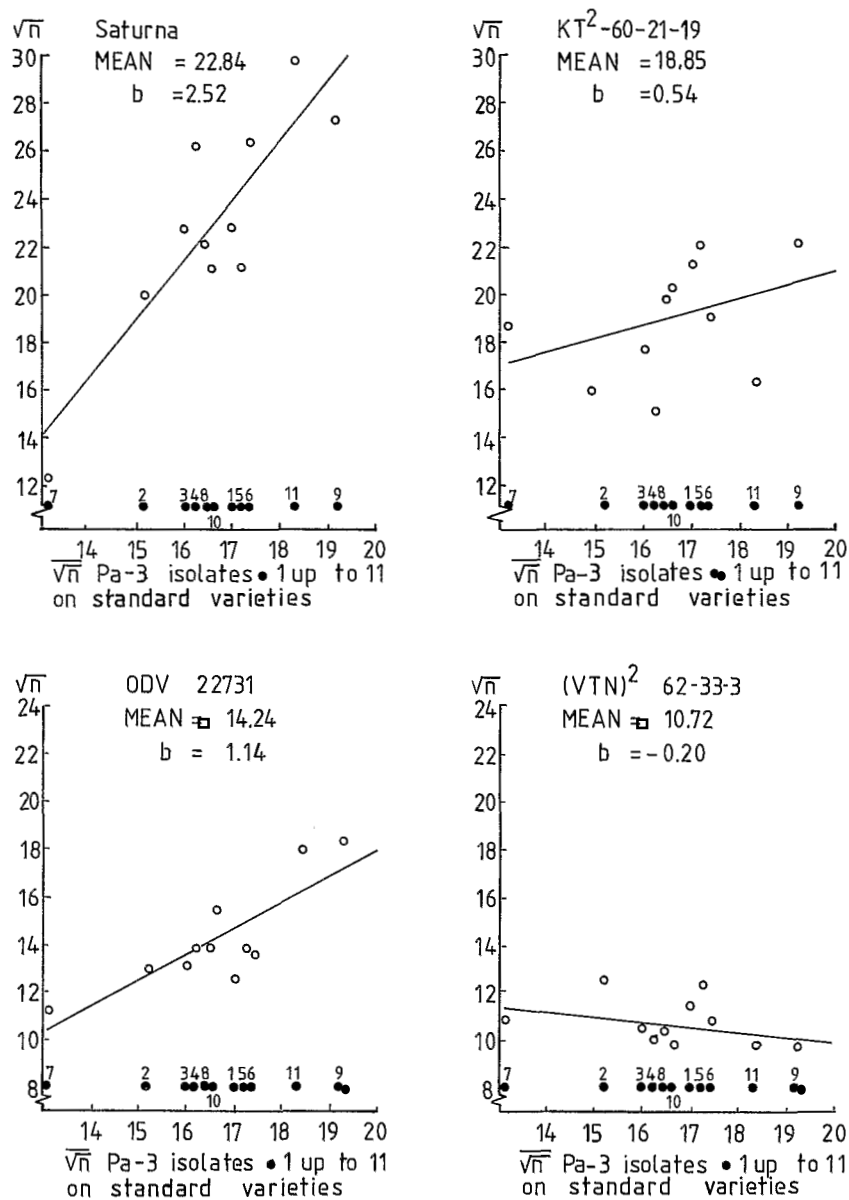 √n Saturna
MEAN = 22.84
b =2.52
30
28
26
24
22
20
18
16
14
12
7 2 348 156 11 9
10
14 15 16 17 18 19 20
√n Pa-3 isolates • 1 up to 11
on standard varieties
√n KT²-60-21-19
MEAN =18.85
b =0.54
30
28
26
24
22
20
18
16
14
12
7 2 348 156 11 9
10
14 15 16 17 18 19 20
√n Pa-3 isolates • 1 up to 11
on standard varieties
√n ODV 22731
MEAN = 14.24
b = 1.14
24
22
20
18
16
14
12
10
8
7 2 348 156 11 9
10
14 15 16 17 18 19 20
√n Pa-3 isolates • 1 up to 11
on standard varieties
√n (VTN)² 62-33-3
MEAN = 10.72
b =-0.20
24
22
20
18
16
14
12
10
8
7 2 348 156 11 9
10
14 15 16 17 18 19 20
√n Pa-3 isolates • 1 up to 11
on standard varieties